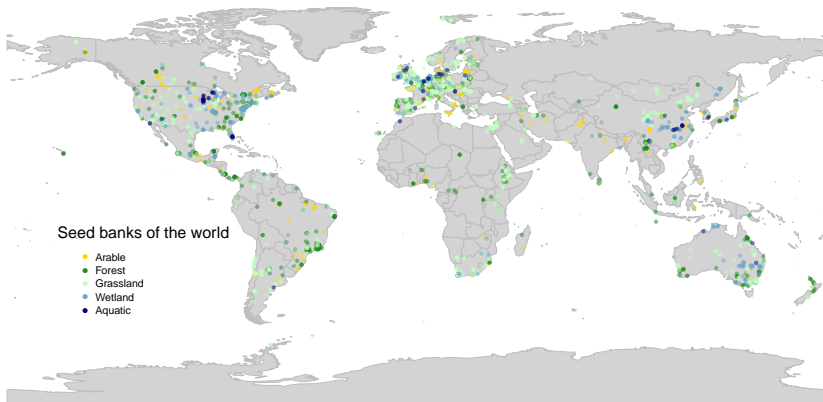 Seed banks of the world
Arable
Forest
Grassland
Wetland
Aquatic